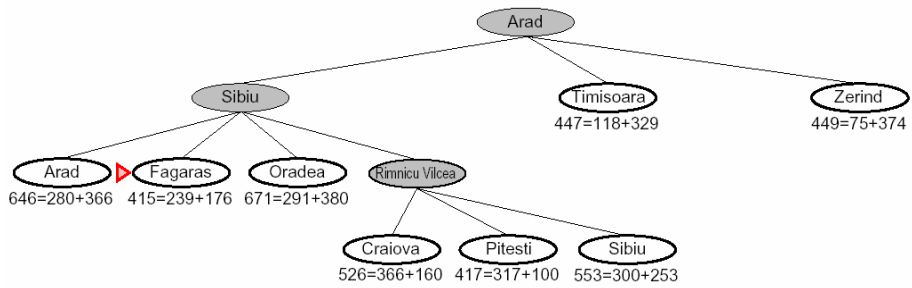 Arad
Sibiu
Timisoara
447=118+329
Zerind
449=75+374
Arad
646=280+366
Fagaras
415=239+176
Oradea
671=291+380
Rimnicu Vilcea
Craiova
526=366+160
Pitesti
417=317+100
Sibiu
553=300+253